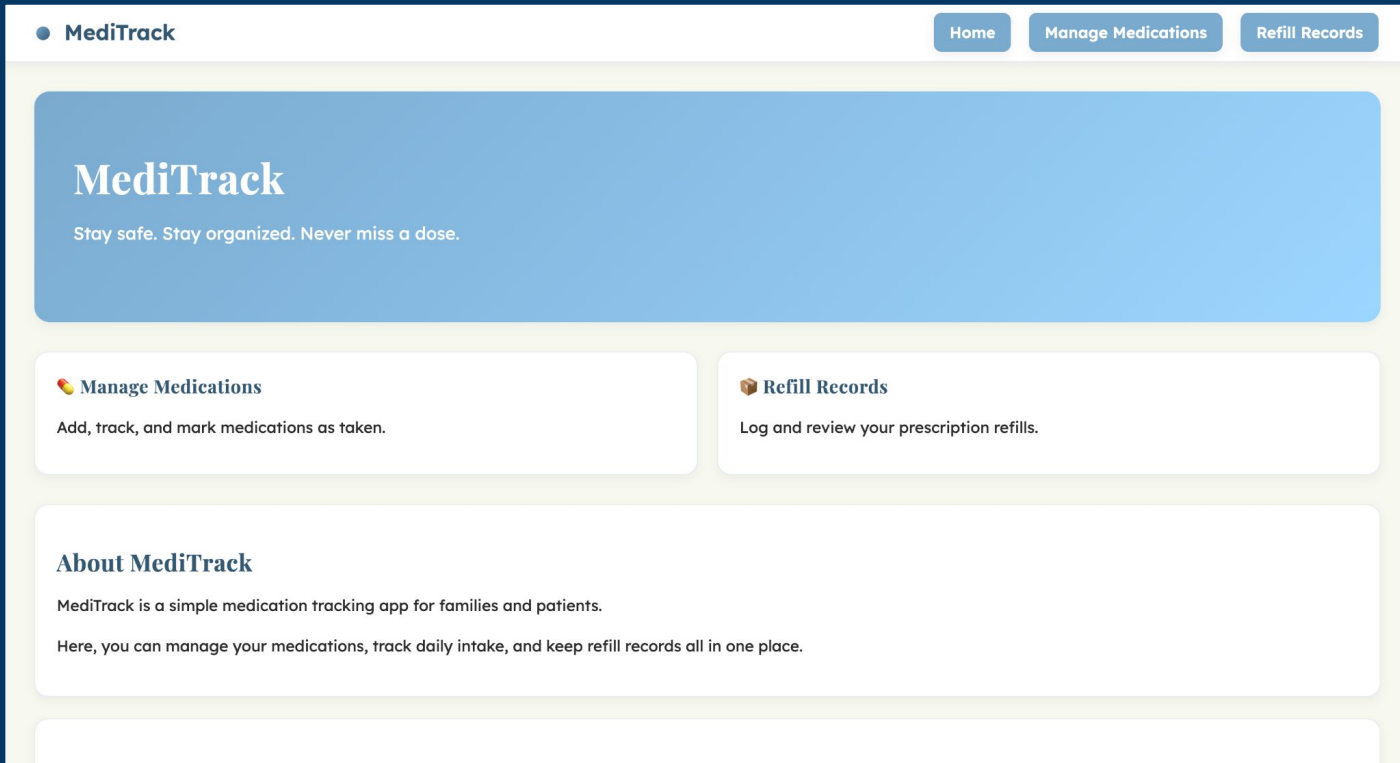 MediTrack
Home
Manage Medications
Refill Records
MediTrack
Stay safe. Stay organized. Never miss a dose.
💊 Manage Medications
Add, track, and mark medications as taken.
📦 Refill Records
Log and review your prescription refills.
About MediTrack
MediTrack is a simple medication tracking app for families and patients.
Here, you can manage your medications, track daily intake, and keep refill records all in one place.